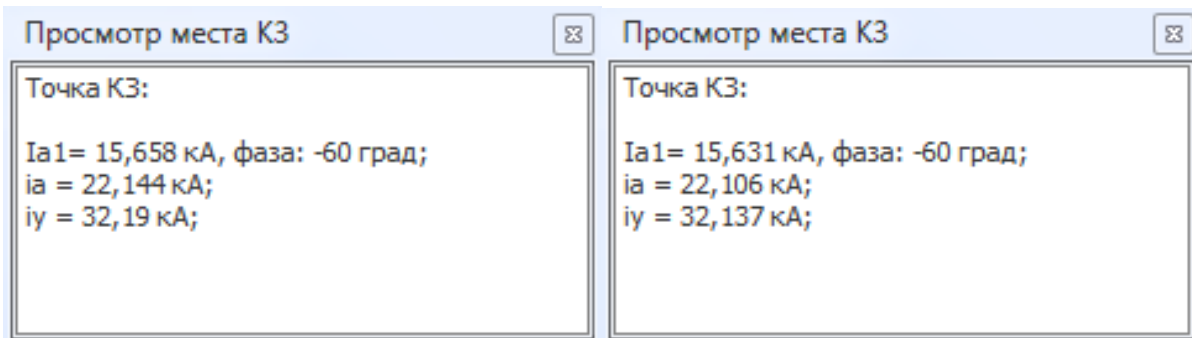 Просмотр места КЗ
Точка КЗ:
Ia1= 15,658 кА, фаза: -60 град;
ia = 22,144 кА;
iy = 32,19 кА;
Просмотр места КЗ
Точка КЗ:
Ia1= 15,631 кА, фаза: -60 град;
ia = 22,106 кА;
iy = 32,137 кА;